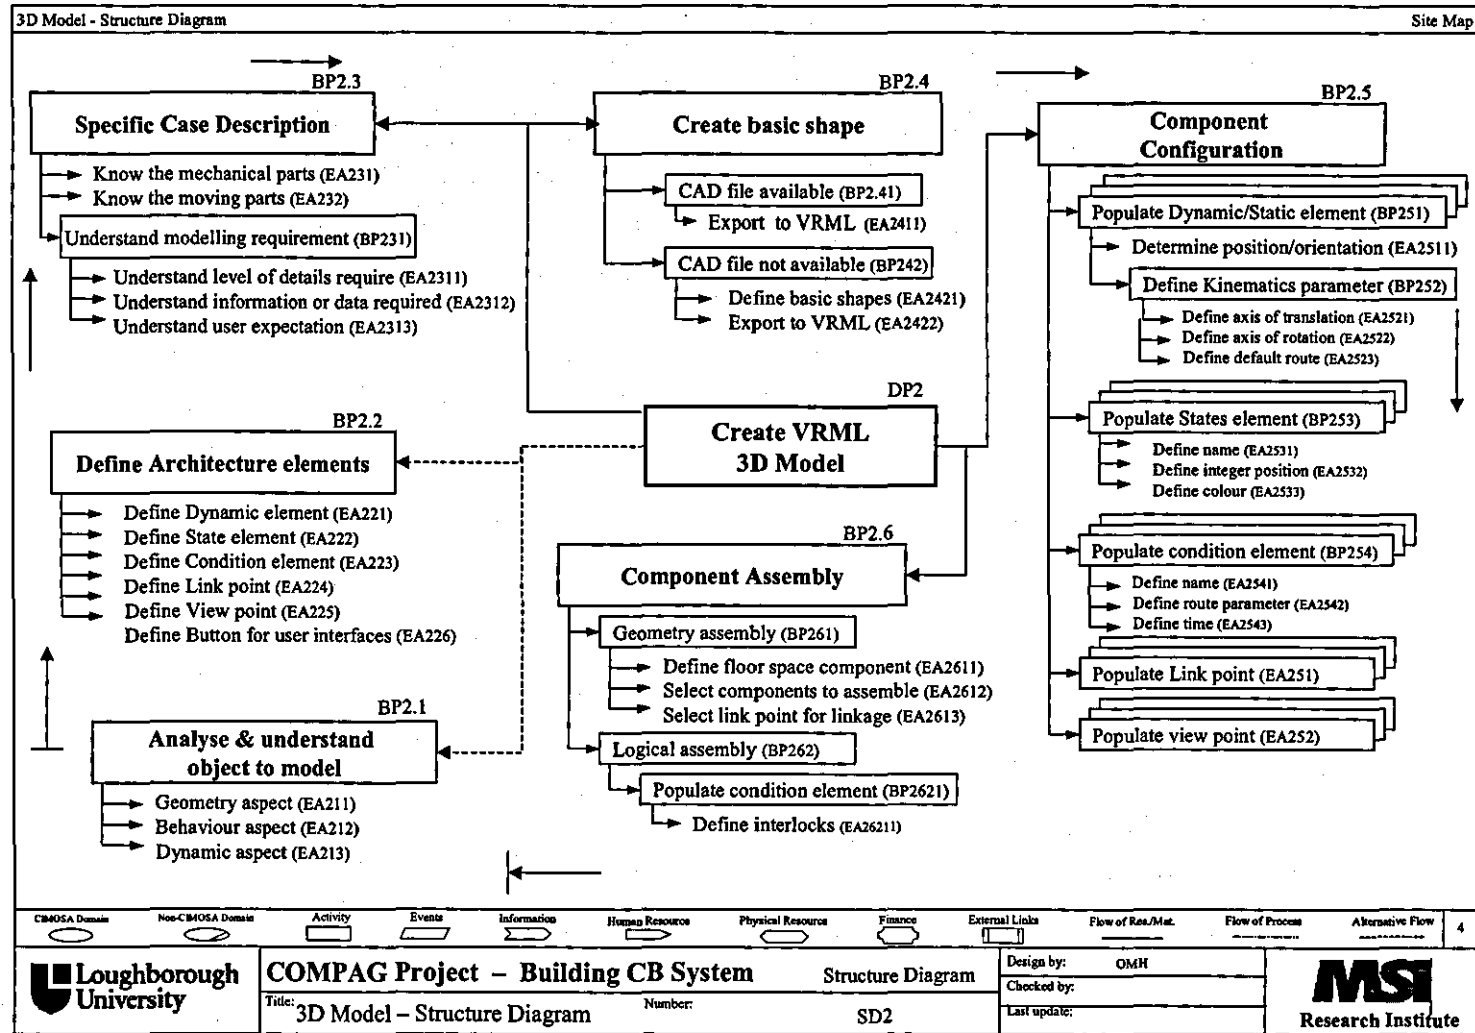 3D Model - Structure Diagram
Site Map
BP2.3
Specific Case Description
Know the mechanical parts (EA231)
Know the moving parts (EA232)
Understand modelling requirement (BP231)
Understand level of details require (EA2311)
Understand information or data required (EA2312)
Understand user expectation (EA2313)
BP2.4
Create basic shape
CAD file available (BP2.41)
Export to VRML (EA2411)
CAD file not available (BP242)
Define basic shapes (EA2421)
Export to VRML (EA2422)
BP2.5
Component
Configuration
Populate Dynamic/Static element (BP251)
Determine position/orientation (EA2511)
Define Kinematics parameter (BP252)
Define axis of translation (EA2521)
Define axis of rotation (EA2522)
Define default route (EA2523)
Populate States element (BP253)
Define name (EA2531)
Define integer position (EA2532)
Define colour (EA2533)
Populate condition element (BP254)
Define name (EA2541)
Define route parameter (EA2542)
Define time (EA2543)
Populate Link point (EA251)
Populate view point (EA252)
DP2
Create VRML
3D Model
BP2.2
Define Architecture elements
Define Dynamic element (EA221)
Define State element (EA222)
Define Condition element (EA223)
Define Link point (EA224)
Define View point (EA225)
Define Button for user interfaces (EA226)
BP2.6
Component Assembly
Geometry assembly (BP261)
Define floor space component (EA2611)
Select components to assemble (EA2612)
Select link point for linkage (EA2613)
Logical assembly (BP262)
Populate condition element (BP2621)
Define interlocks (EA26211)
BP2.1
Analyse & understand
object to model
Geometry aspect (EA211)
Behaviour aspect (EA212)
Dynamic aspect (EA213)
CIMOSA Domain
Non-CIMOSA Domain
Activity
Events
Information
Human Resource
Physical Resource
Finance
External Links
Flow of Res./Mat.
Flow of Process
Alternative Flow
4
Loughborough
University
COMPAG Project – Building CB System
Structure Diagram
Title: 3D Model – Structure Diagram
Number:
SD2
Design by: OMH
Checked by:
Last update:
MSI
Research Institute